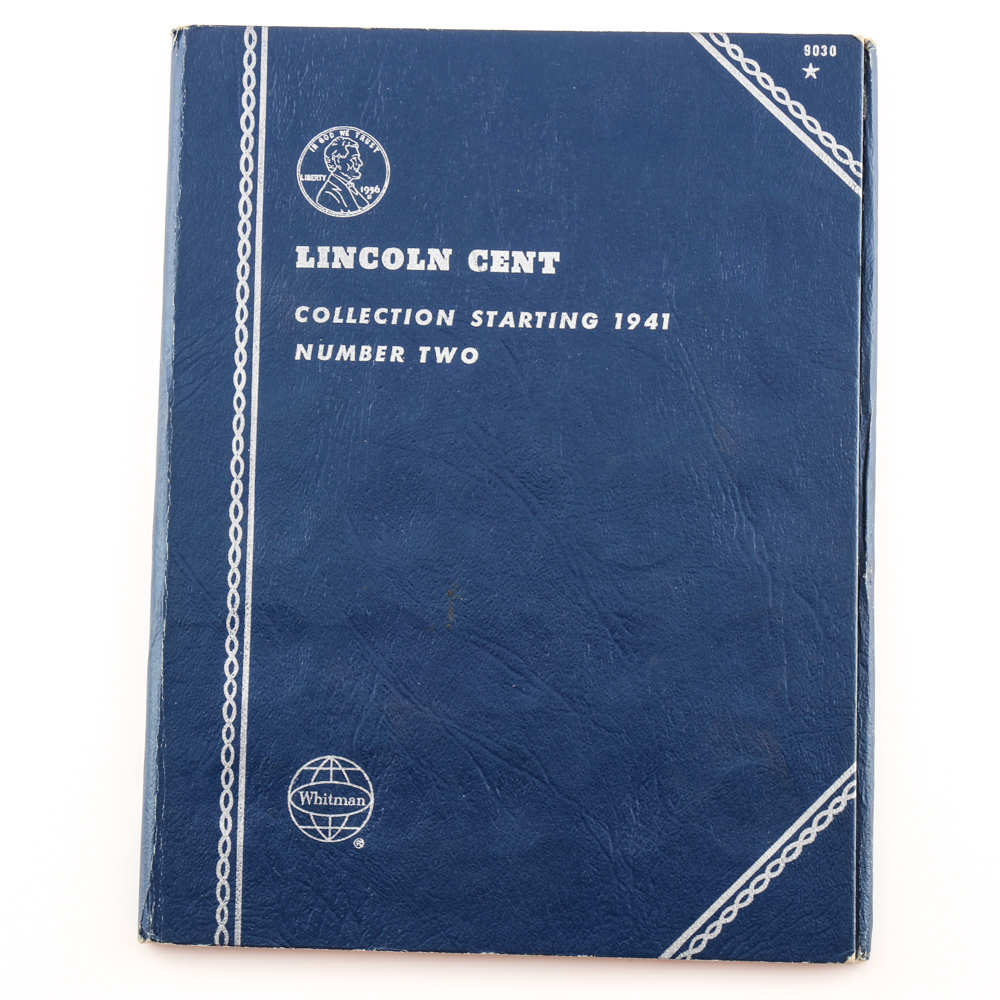 9030
IN GOD WE TRUST
LIBERTY
1956
D
LINCOLN CENT
COLLECTION STARTING 1941
NUMBER TWO
Whitman
®